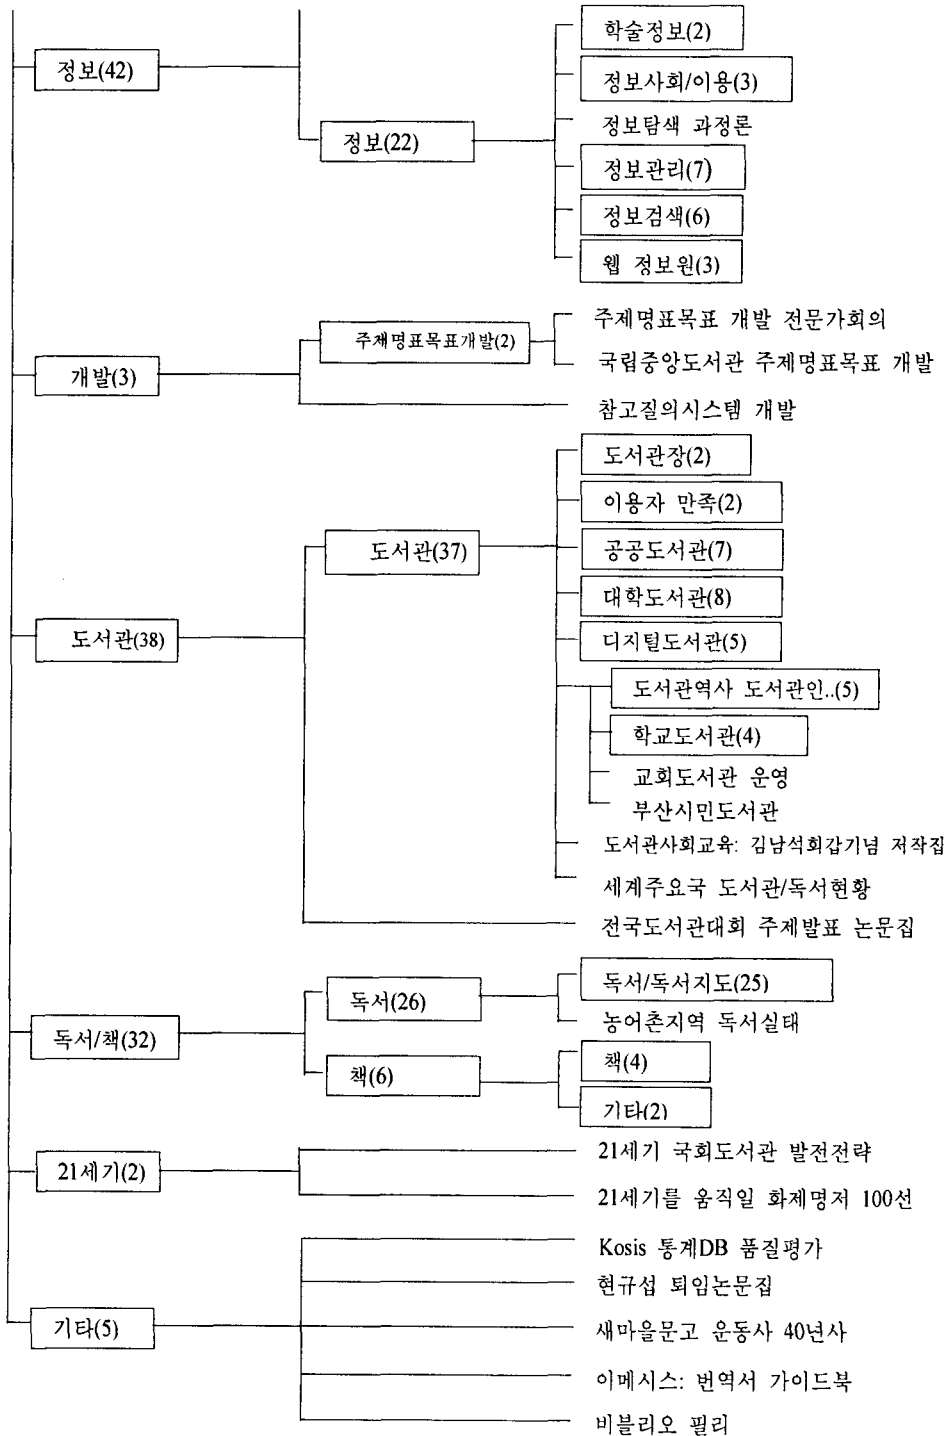 학술정보(2)
정보(42)
정보사회/이용(3)
정보탐색 과정론
정보(22)
정보관리(7)
정보검색(6)
웹 정보원(3)
주제명표목표 개발 전문가회의
주채명표목표개발(2)
국립중앙도서관 주제명표목표 개발
개발(3)
참고질의시스템 개발
도서관장(2)
이용자 만족(2)
도서관(37)
공공도서관(7)
대학도서관(8)
도서관(38)
디지털도서관(5)
도서관역사 도서관인..(5)
학교도서관(4)
교회도서관 운영
부산시민도서관
도서관사회교육: 김남석회갑기념 저작집
세계주요국 도서관/독서현황
전국도서관대회 주제발표 논문집
독서(26)
독서/독서지도(25)
농어촌지역 독서실태
독서/책(32)
책(6)
책(4)
기타(2)
21세기(2)
21세기 국회도서관 발전전략
21세기를 움직일 화제명저 100선
Kosis 통계DB 품질평가
현규섭 퇴임논문집
기타(5)
새마을문고 운동사 40년사
이메시스: 번역서 가이드북
비블리오 필리